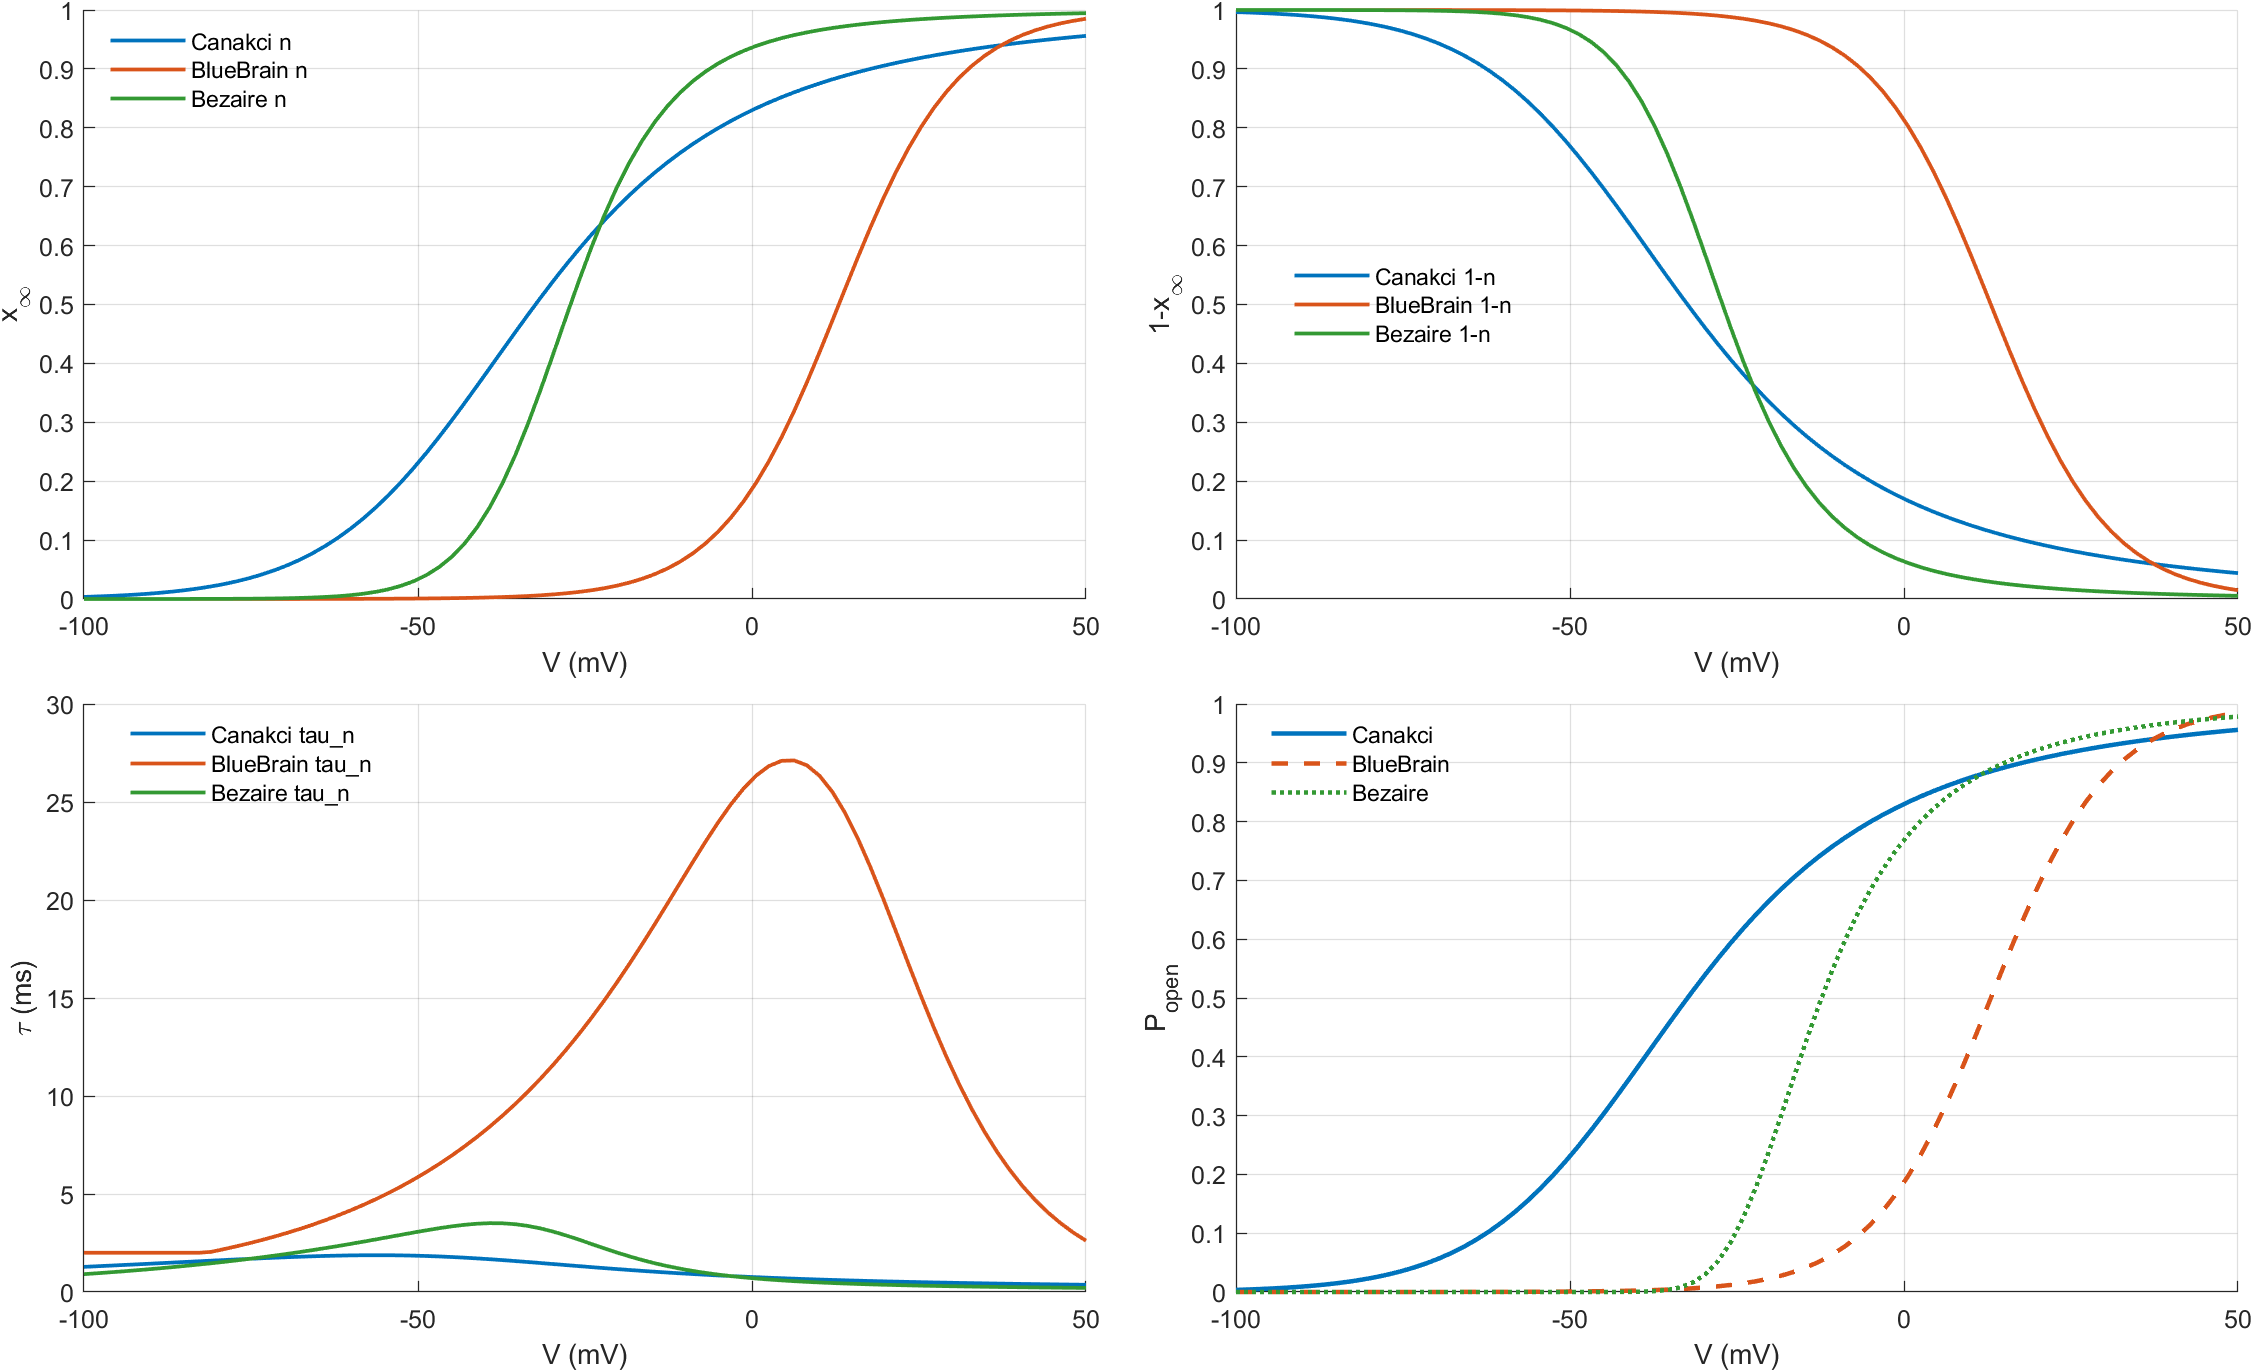 1
0.9
0.8
0.7
0.6
0.5
0.4
0.3
0.2
0.1
0
x∞
Canakci n
BlueBrain n
Bezaire n
-100 -50 0 50
V (mV)
1
0.9
0.8
0.7
0.6
0.5
0.4
0.3
0.2
0.1
0
1-x∞
Canakci 1-n
BlueBrain 1-n
Bezaire 1-n
-100 -50 0 50
V (mV)
30
25
20
15
10
5
0
τ (ms)
Canakci tau_n
BlueBrain tau_n
Bezaire tau_n
-100 -50 0 50
V (mV)
1
0.9
0.8
0.7
0.6
0.5
0.4
0.3
0.2
0.1
0
Popen
Canakci
BlueBrain
Bezaire
-100 -50 0 50
V (mV)